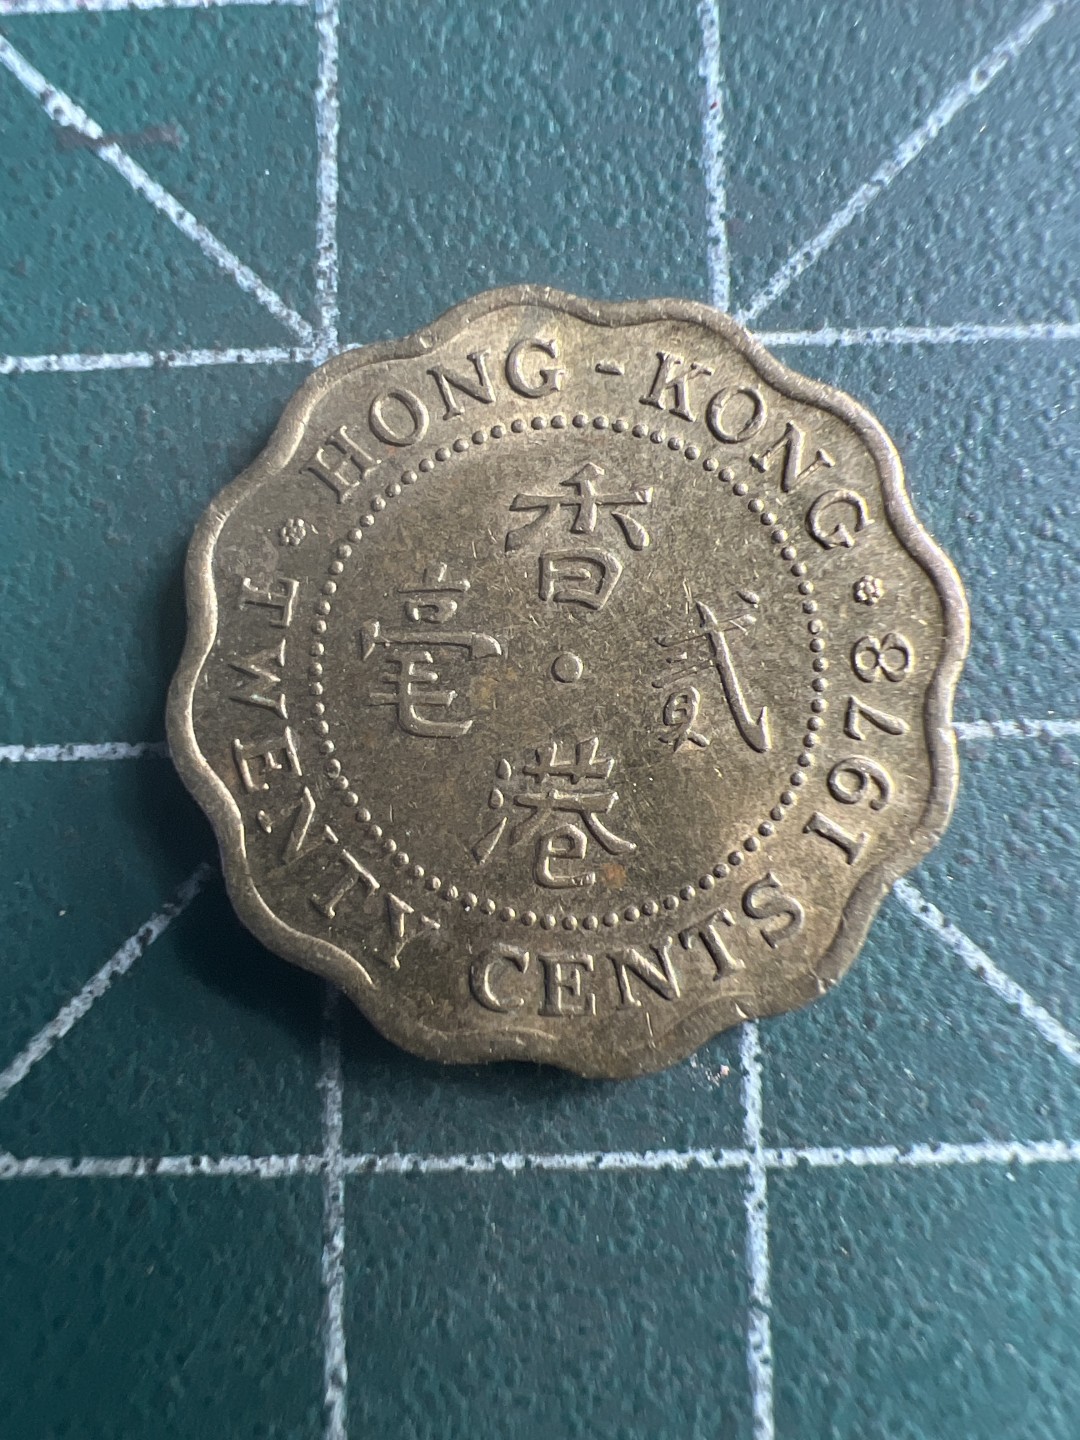 HONG-KONG
1978
TWENTY CENTS
香港
貳毫